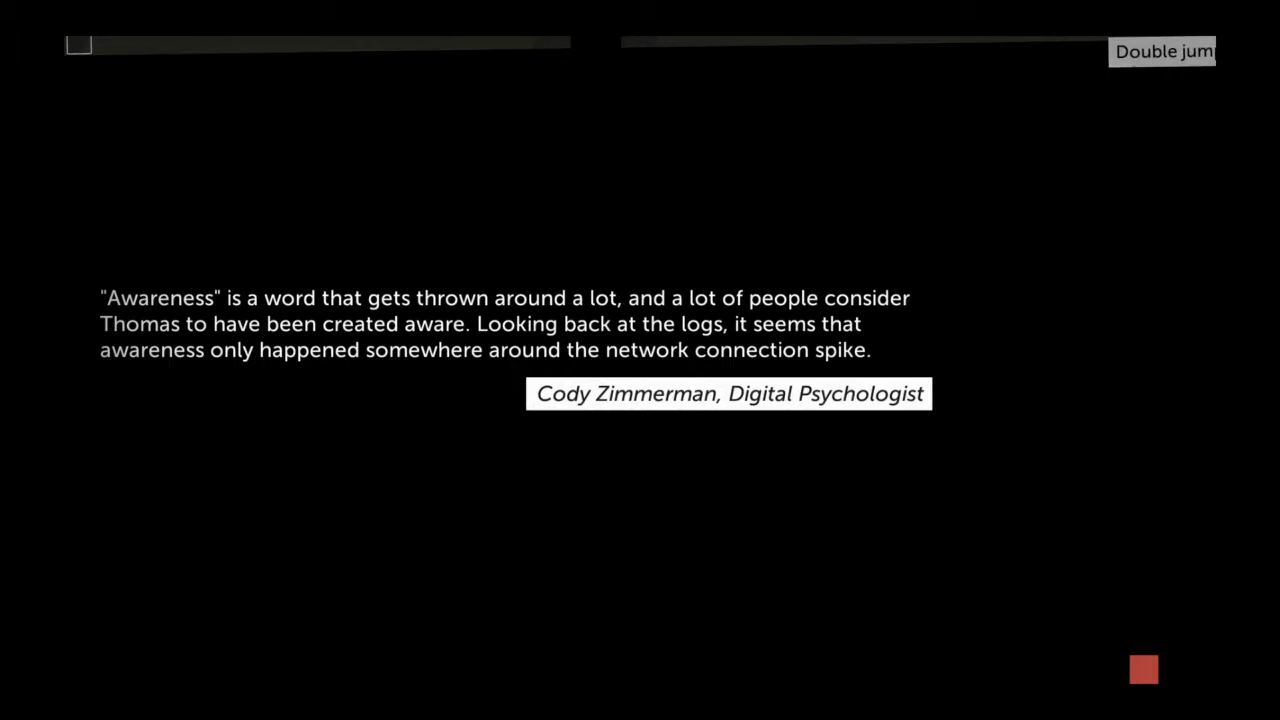 Double jum
"Awareness" is a word that gets thrown around a lot, and a lot of people consider
Thomas to have been created aware. Looking back at the logs, it seems that
awareness only happened somewhere around the network connection spike.
Cody Zimmerman, Digital Psychologist